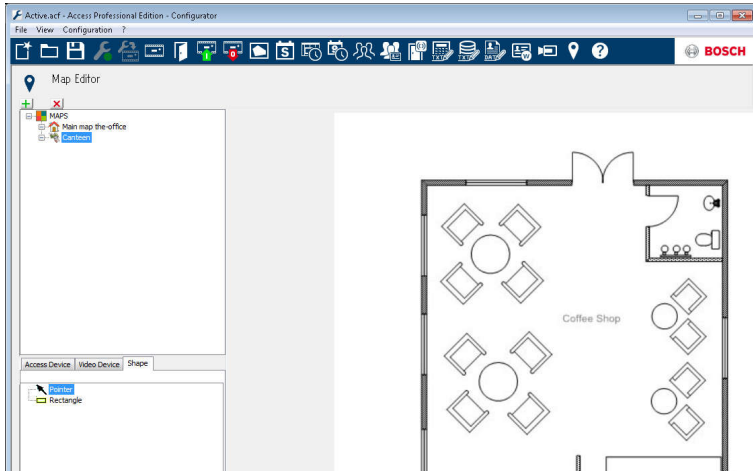 Active.acf - Access Professional Edition - Configurator
File View Configuration ?
BOSCH
Map Editor
MAPS
Main map the-office
Canteen
Coffee Shop
Access Device Video Device Shape
Pointer
Rectangle